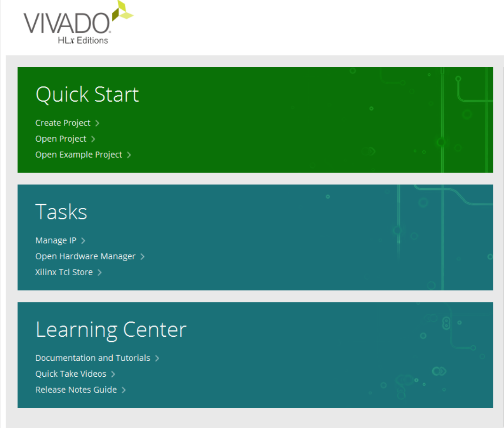 VIVADO
HLx Editions
Quick Start
Create Project >
Open Project >
Open Example Project >
Tasks
Manage IP >
Open Hardware Manager >
Xilinx Tcl Store >
Learning Center
Documentation and Tutorials >
Quick Take Videos >
Release Notes Guide >